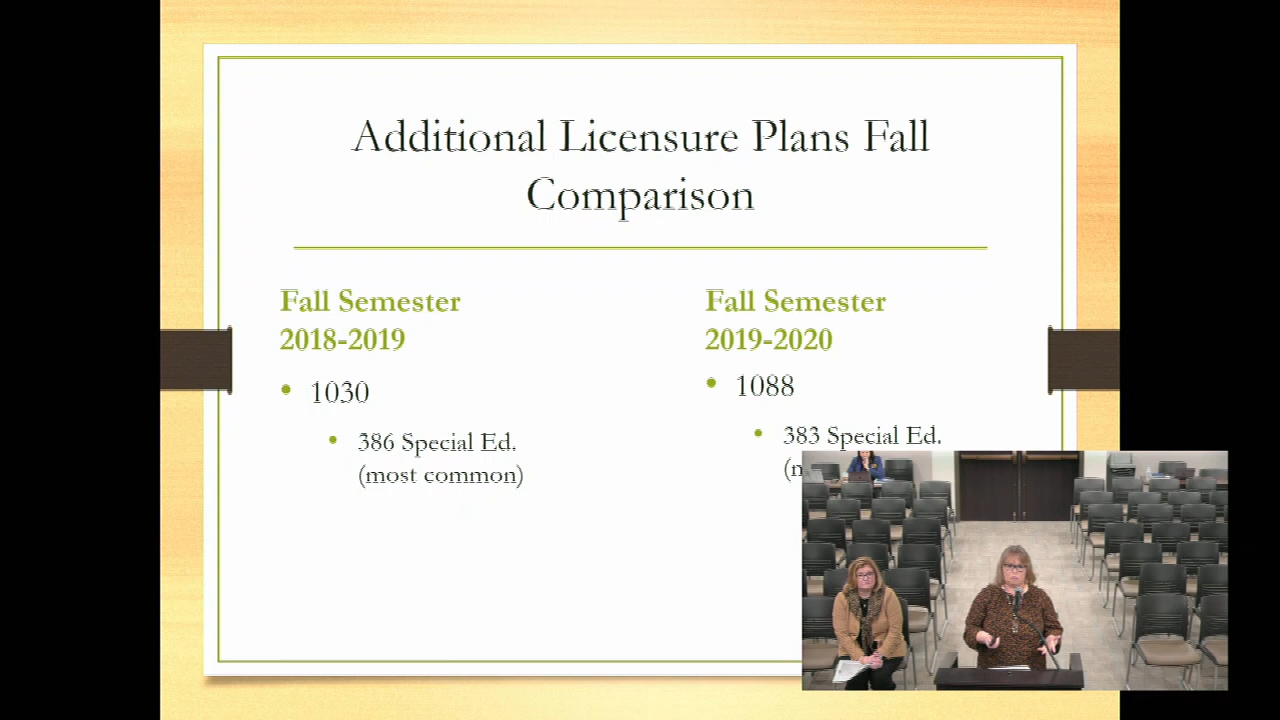 Additional Licensure Plans Fall
Comparison
Fall Semester
2018-2019
• 1030
• 386 Special Ed.
(most common)
Fall Semester
2019-2020
• 1088
• 383 Special Ed.